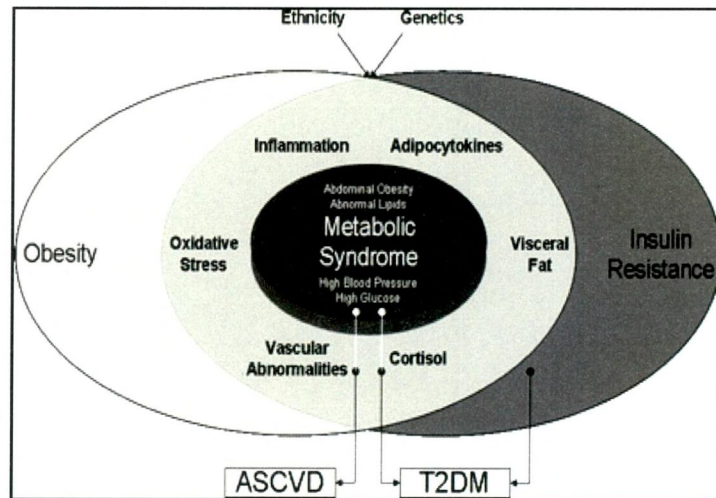 Ethnicity Genetics
Inflammation Adipocytokines
Abdominal Obesity
Abnormal Lipids
Metabolic
Syndrome
High Blood Pressure
High Glucose
Obesity
Oxidative
Stress
Visceral
Fat
Insulin
Resistance
Vascular
Abnormalities
Cortisol
ASCVD T2DM